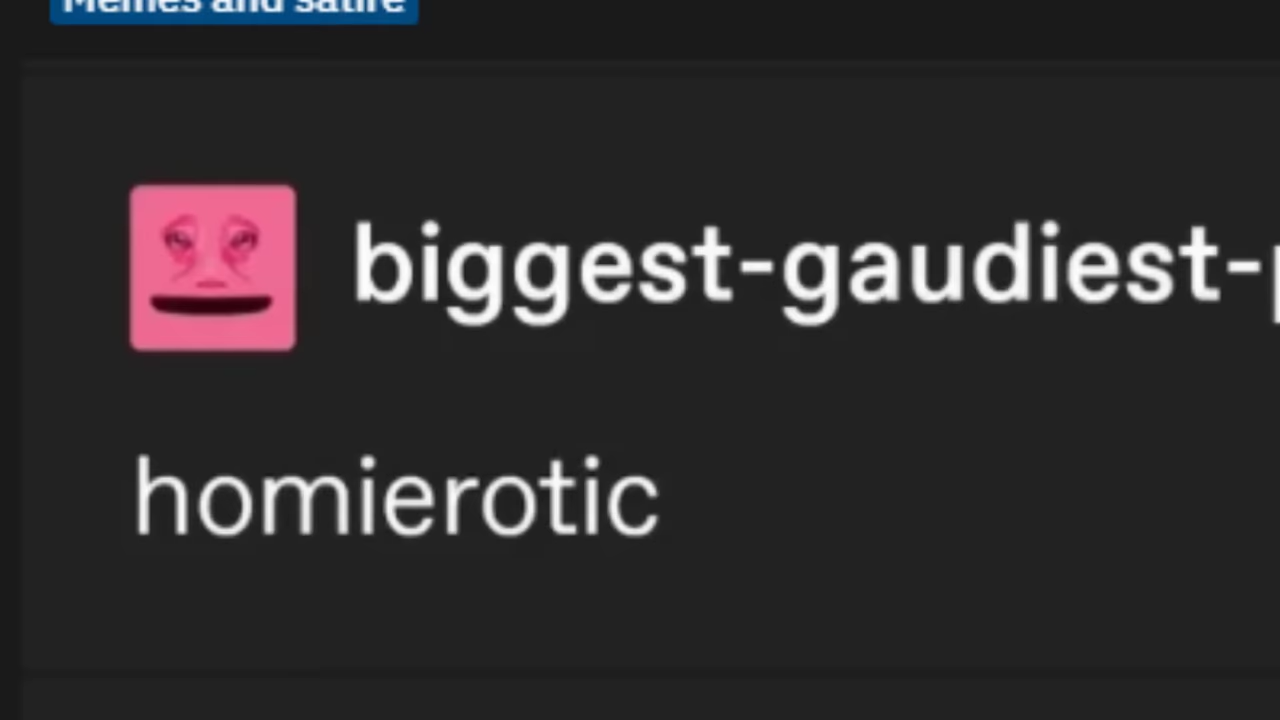 Memes and satire
biggest-gaudiest-
homierotic